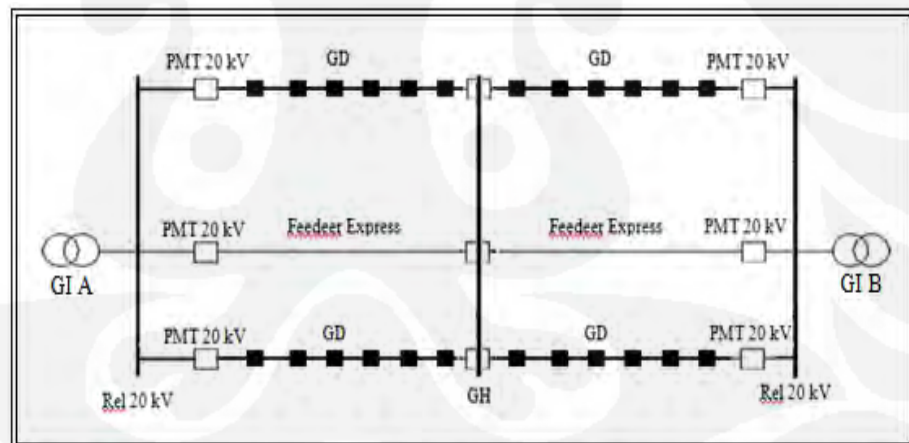 PMT 20 kV
GD
GD
PMT 20 kV
PMT 20 kV
Feedeer Express
Feedeer Express
PMT 20 kV
GI A
GI B
PMT 20 kV
GD
GD
PMT 20 kV
Rel 20 kV
GH
Rel 20 kV